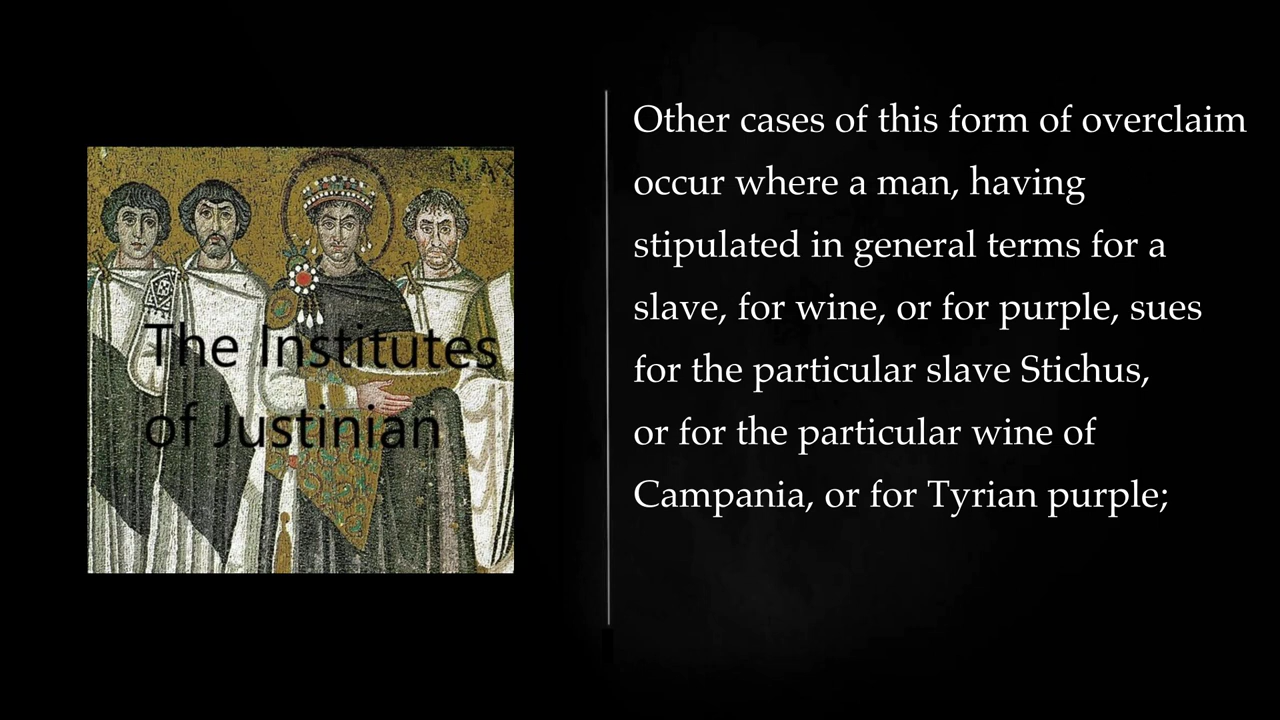 The Institutes
of Justinian
Other cases of this form of overclaim
occur where a man, having
stipulated in general terms for a
slave, for wine, or for purple, sues
for the particular slave Stichus,
or for the particular wine of
Campania, or for Tyrian purple;